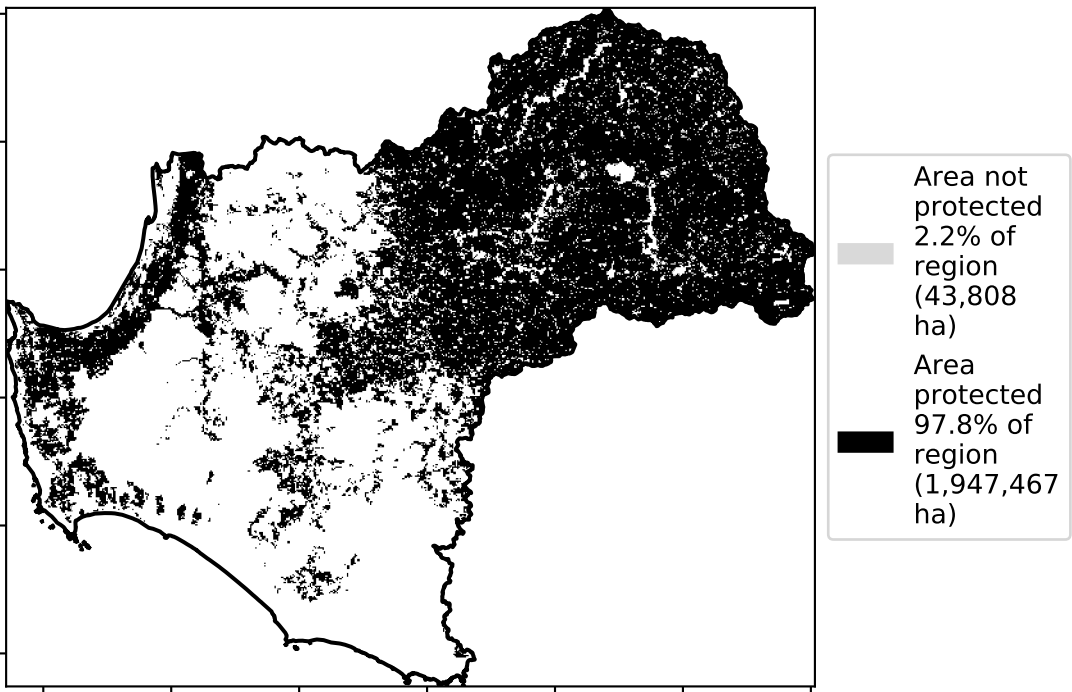 Area not
protected
2.2% of
region
(43,808
ha)
Area
protected
97.8% of
region
(1,947,467
ha)